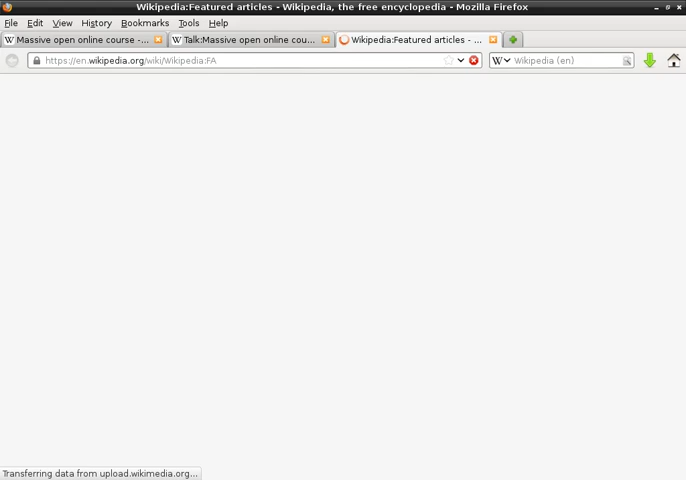 Wikipedia:Featured articles - Wikipedia, the free encyclopedia - Mozilla Firefox
File Edit View History Bookmarks Tools Help
W Massive open online course -... W Talk:Massive open online cou... Wikipedia:Featured articles - ...
https://en.wikipedia.org/wiki/Wikipedia:FA W Wikipedia (en)
Transferring data from upload.wikimedia.org...